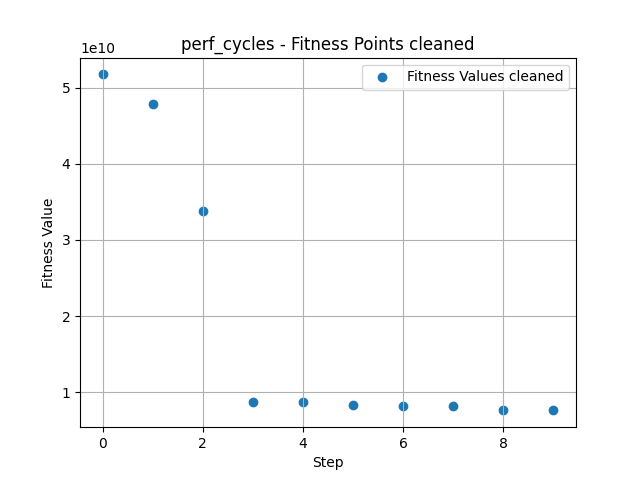 perf_cycles - Fitness Points cleaned
1e10
Fitness Values cleaned
5
4
3
2
1
Fitness Value
0 2 4 6 8
Step